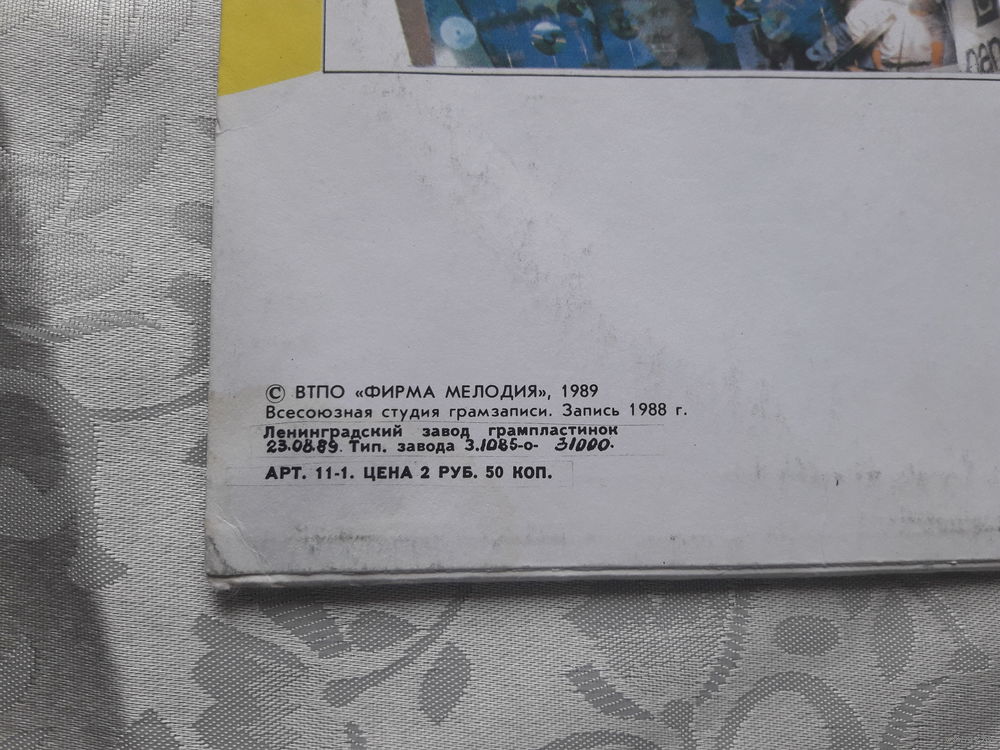 © ВТПО «ФИРМА МЕЛОДИЯ», 1989
Всесоюзная студия грамзаписи. Запись 1988 г.
Ленинградский завод грампластинок
23.08.89. Тип. завода З.1085-о- 31000.
АРТ. 11-1. ЦЕНА 2 РУБ. 50 КОП.